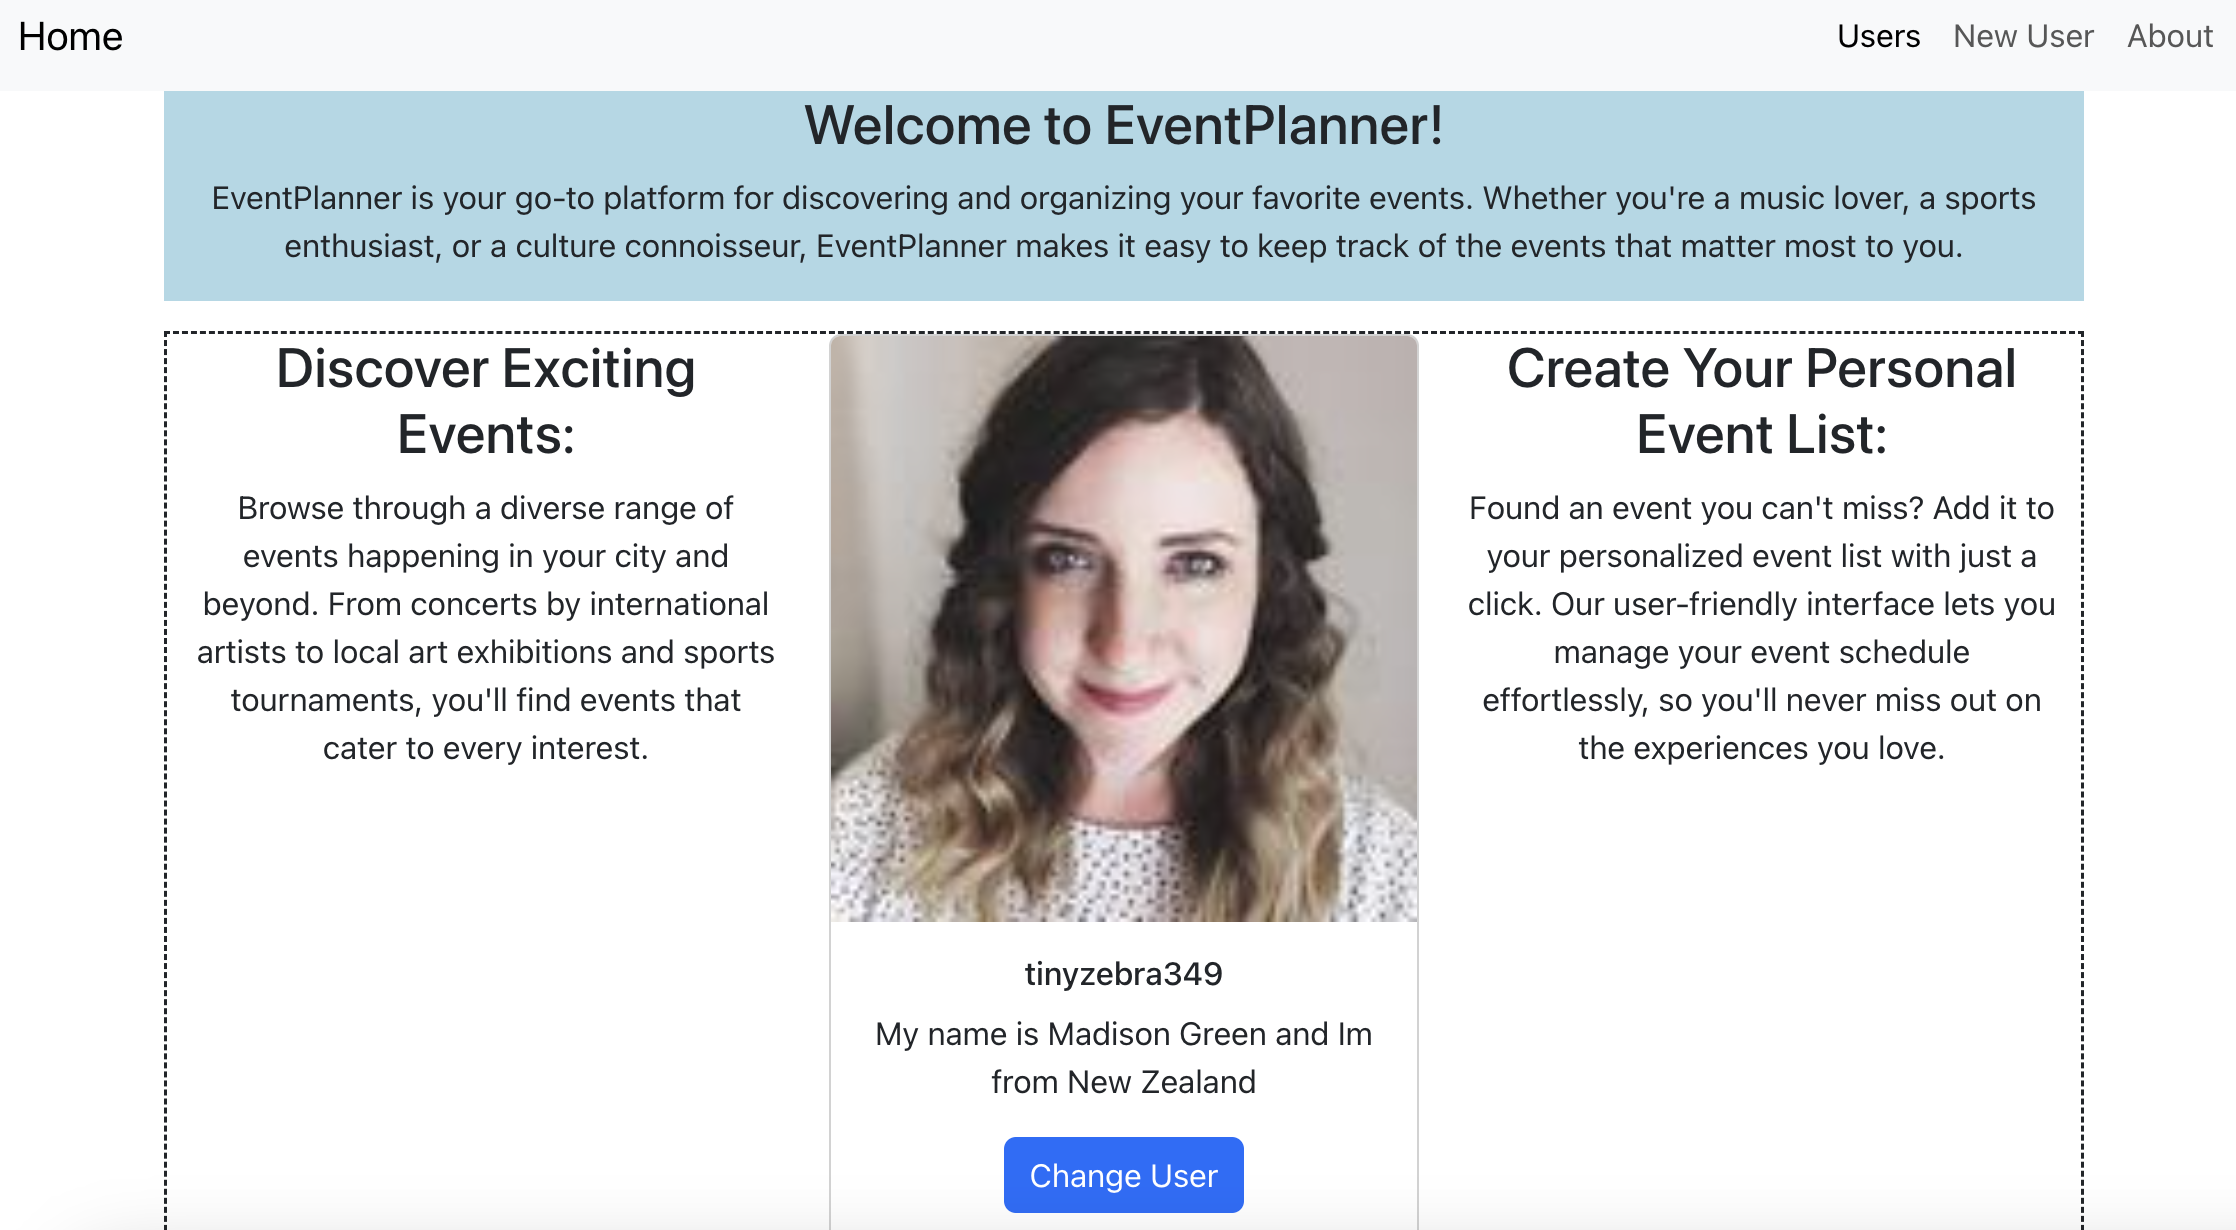 Home
Users
New User
About
Welcome to EventPlanner!
EventPlanner is your go-to platform for discovering and organizing your favorite events. Whether you're a music lover, a sports
enthusiast, or a culture connoisseur, EventPlanner makes it easy to keep track of the events that matter most to you.
Discover Exciting
Events:
Browse through a diverse range of
events happening in your city and
beyond. From concerts by international
artists to local art exhibitions and sports
tournaments, you'll find events that
cater to every interest.
tinyzebra349
My name is Madison Green and Im
from New Zealand
Change User
Create Your Personal
Event List:
Found an event you can't miss? Add it to
your personalized event list with just a
click. Our user-friendly interface lets you
manage your event schedule
effortlessly, so you'll never miss out on
the experiences you love.